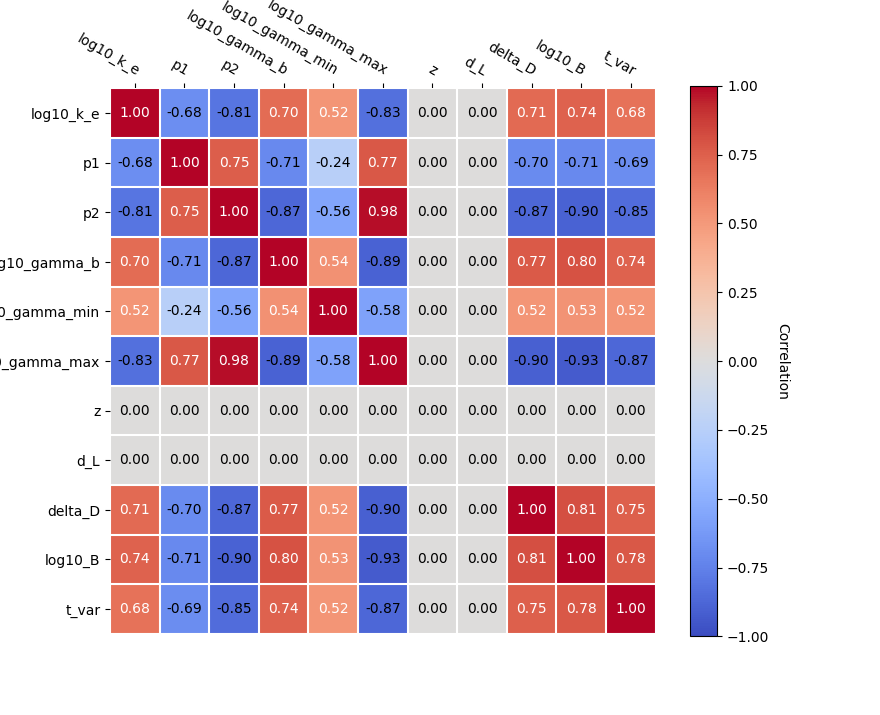 log10_k_e p1 p2 log10_gamma_b log10_gamma_min log10_gamma_max z d_L delta_D log10_B t_var
log10_k_e 1.00 -0.68 -0.81 0.70 0.52 -0.83 0.00 0.00 0.71 0.74 0.68
p1 -0.68 1.00 0.75 -0.71 -0.24 0.77 0.00 0.00 -0.70 -0.71 -0.69
p2 -0.81 0.75 1.00 -0.87 -0.56 0.98 0.00 0.00 -0.87 -0.90 -0.85
g10_gamma_b 0.70 -0.71 -0.87 1.00 0.54 -0.89 0.00 0.00 0.77 0.80 0.74
0_gamma_min 0.52 -0.24 -0.56 0.54 1.00 -0.58 0.00 0.00 0.52 0.53 0.52
_gamma_max -0.83 0.77 0.98 -0.89 -0.58 1.00 0.00 0.00 -0.90 -0.93 -0.87
z 0.00 0.00 0.00 0.00 0.00 0.00 0.00 0.00 0.00 0.00 0.00
d_L 0.00 0.00 0.00 0.00 0.00 0.00 0.00 0.00 0.00 0.00 0.00
delta_D 0.71 -0.70 -0.87 0.77 0.52 -0.90 0.00 0.00 1.00 0.81 0.75
log10_B 0.74 -0.71 -0.90 0.80 0.53 -0.93 0.00 0.00 0.81 1.00 0.78
t_var 0.68 -0.69 -0.85 0.74 0.52 -0.87 0.00 0.00 0.75 0.78 1.00
1.00
0.75
0.50
0.25
0.00
−0.25
−0.50
−0.75
−1.00
Correlation